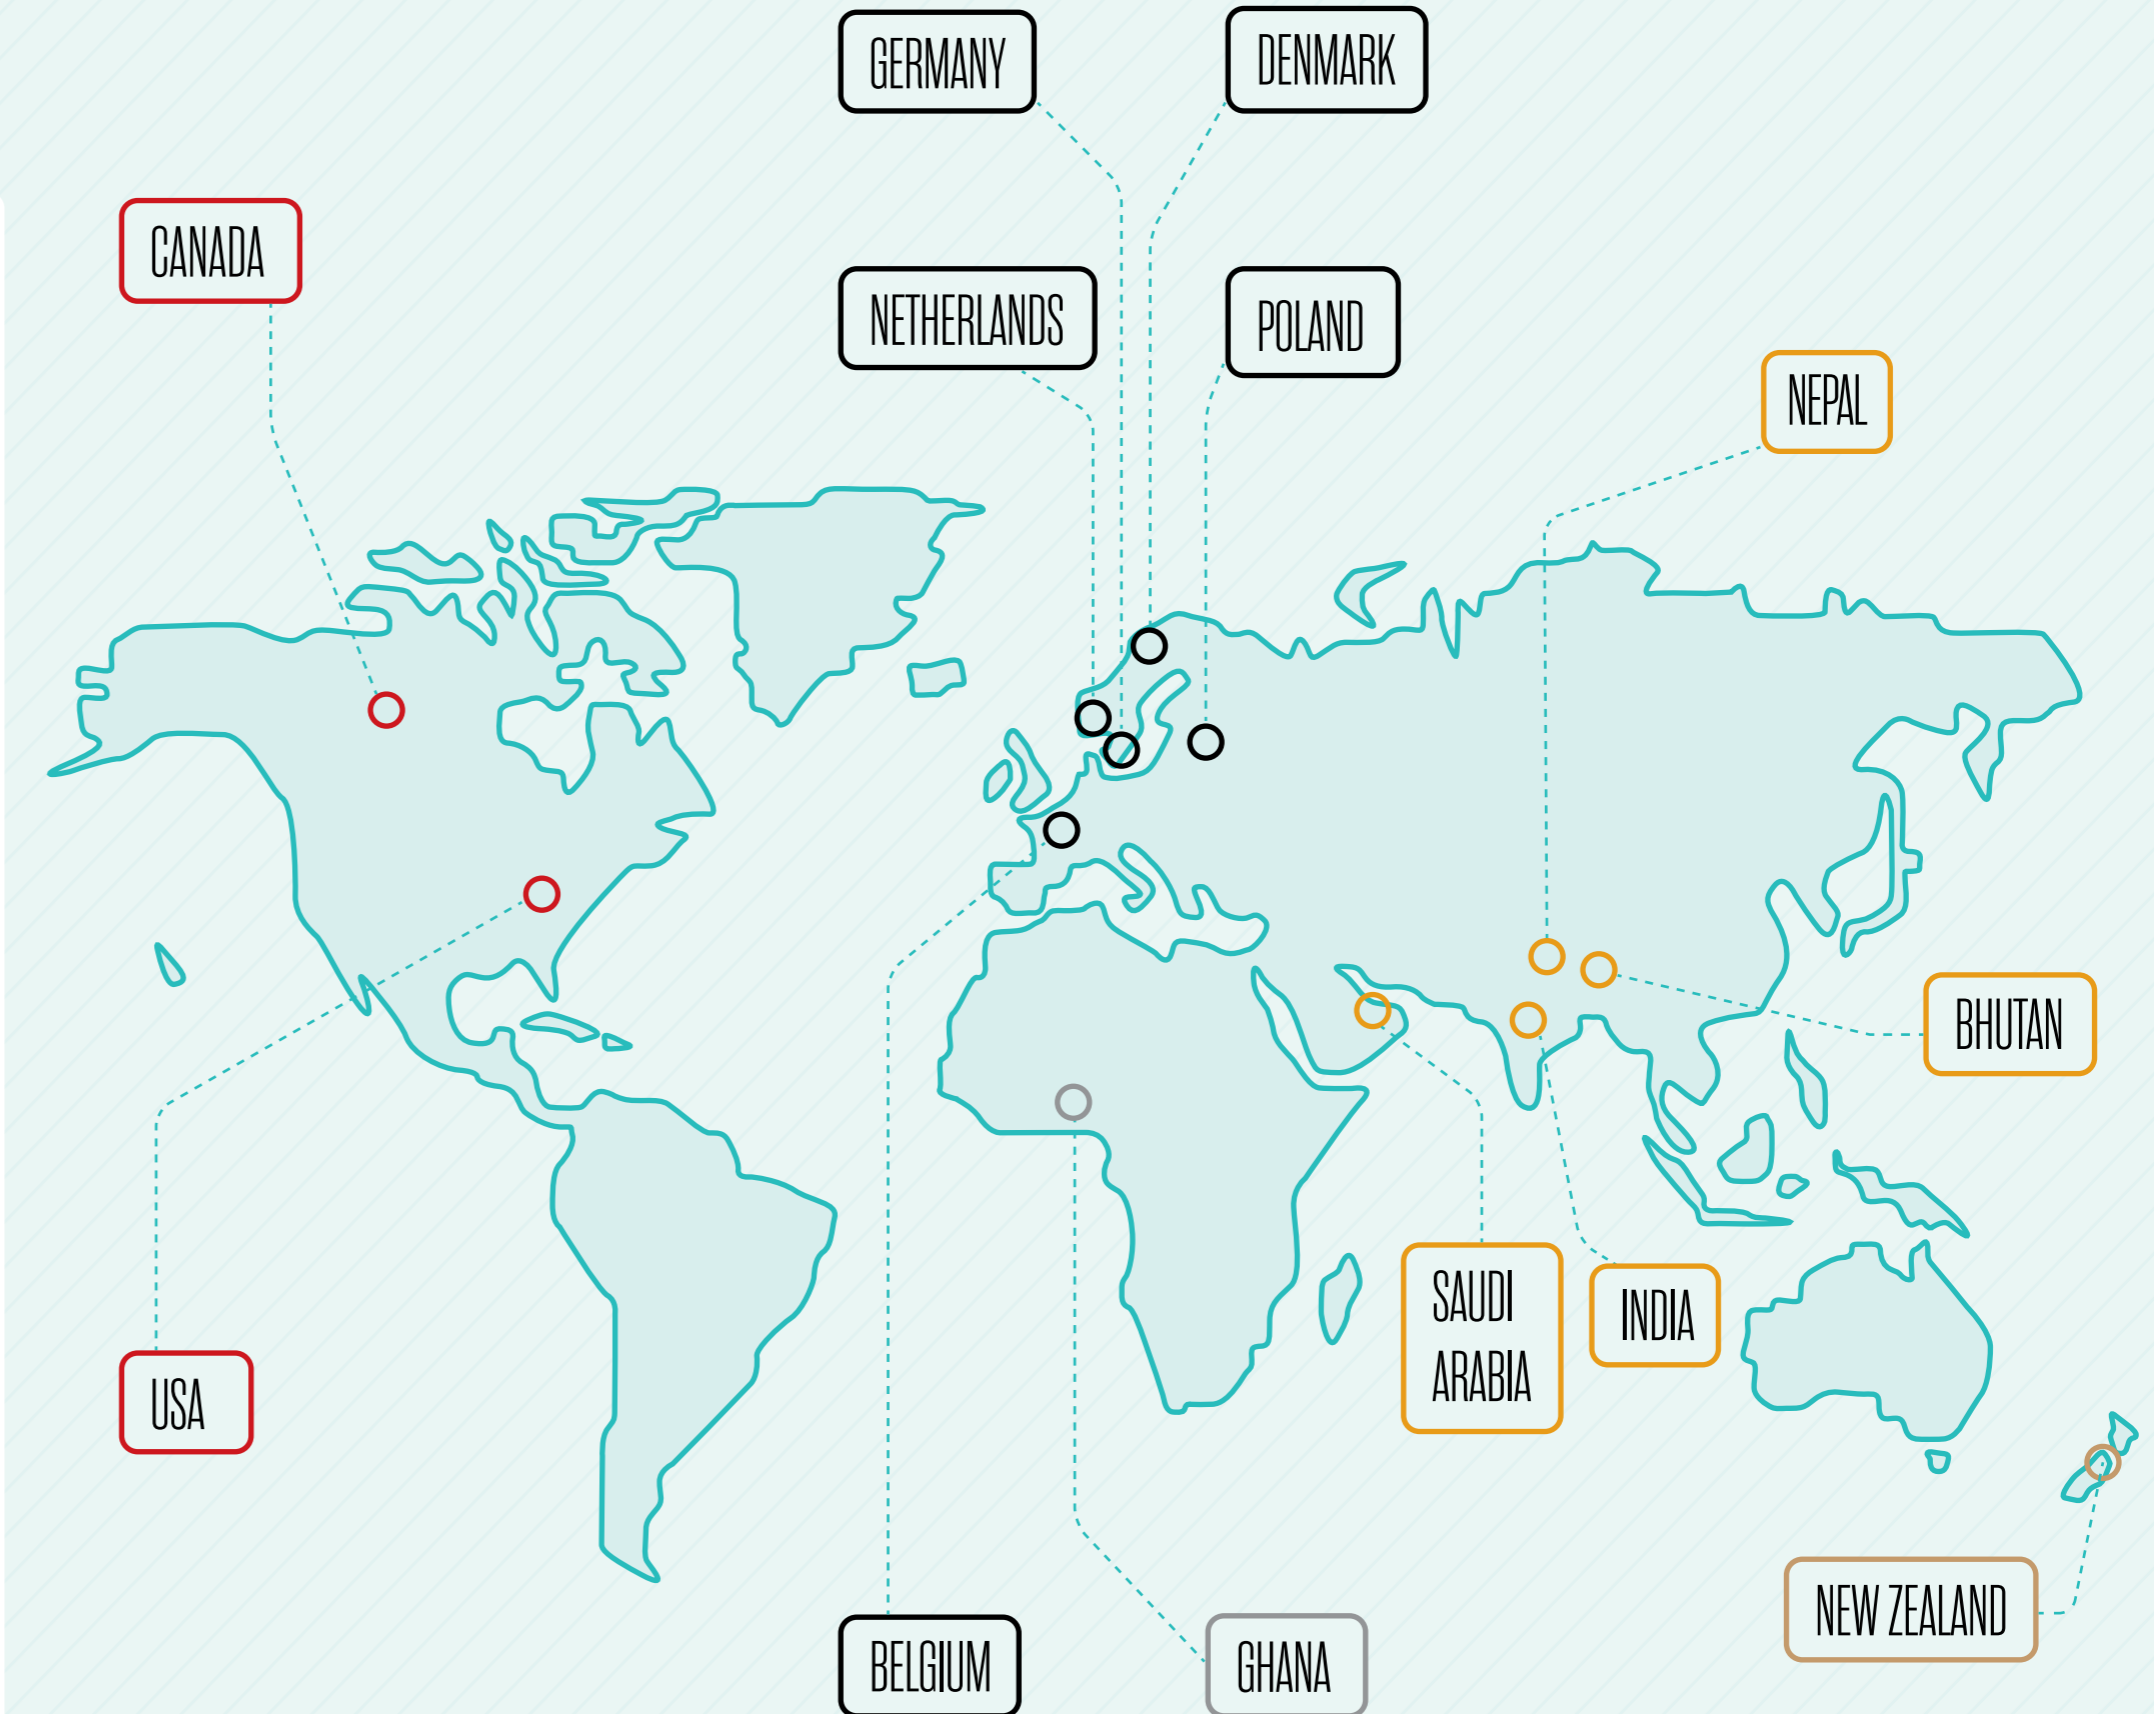 GERMANY
DENMARK
CANADA
NETHERLANDS
POLAND
NEPAL
BHUTAN
SAUDI
ARABIA
INDIA
USA
NEW ZEALAND
BELGIUM
GHANA